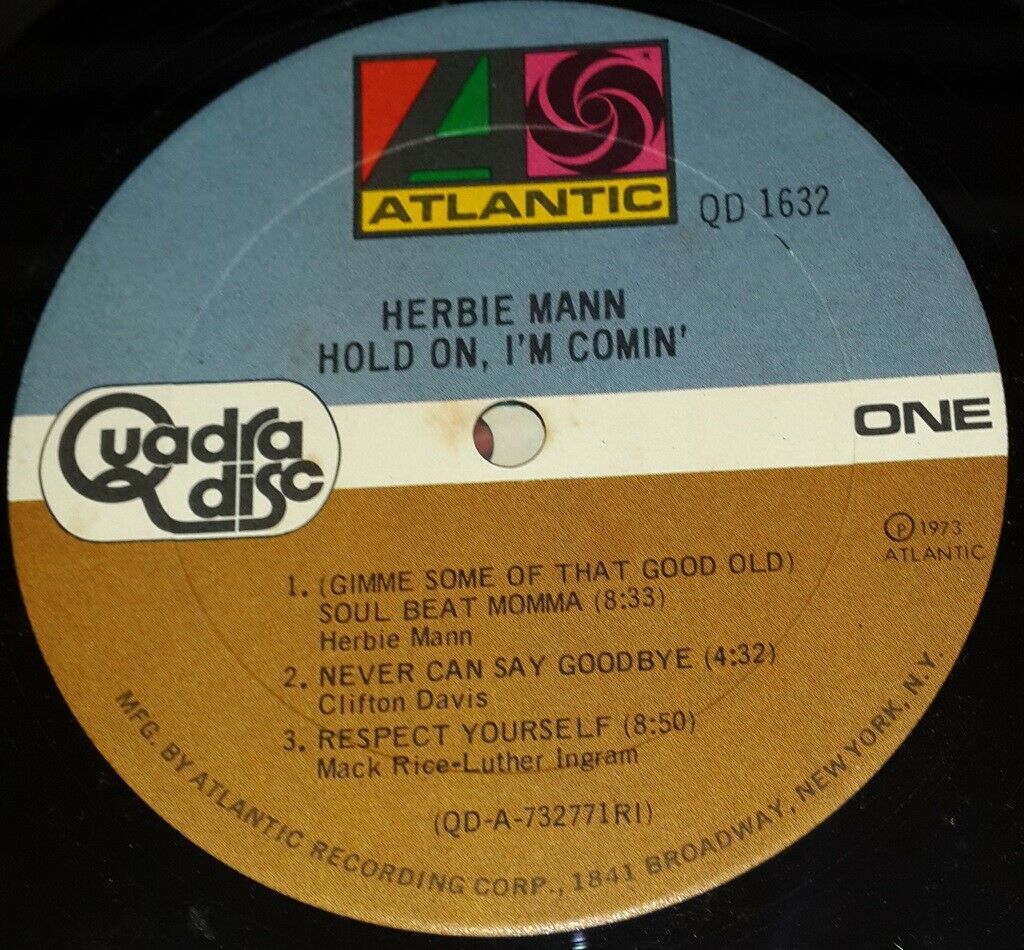 ATLANTIC
QD 1632
HERBIE MANN
HOLD ON, I'M COMIN'
Quadra
disc
ONE
℗ 1973
ATLANTIC
1. (GIMME SOME OF THAT GOOD OLD)
SOUL BEAT MOMMA (8:33)
Herbie Mann
2. NEVER CAN SAY GOODBYE (4:32)
Clifton Davis
3. RESPECT YOURSELF (8:50)
Mack Rice-Luther Ingram
(QD-A-732771RI)
MFG. BY ATLANTIC RECORDING CORP., 1841 BROADWAY, NEW YORK, N.Y.